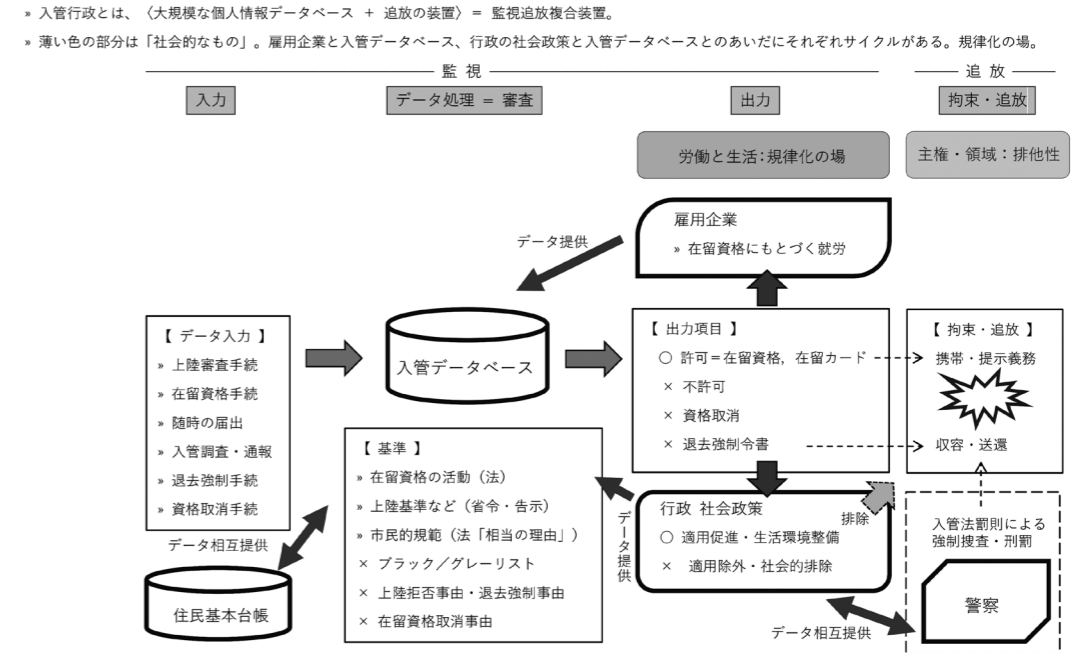 » 入管行政とは、〈大規模な個人情報データベース ＋ 追放の装置〉＝ 監視追放複合装置。
» 薄い色の部分は「社会的なもの」。雇用企業と入管データベース、行政の社会政策と入管データベースとのあいだにそれぞれサイクルがある。規律化の場。
監 視
追 放
入力
データ処理 ＝ 審査
出力
拘束・追放
労働と生活：規律化の場
主権・領域：排他性
雇用企業
» 在留資格にもとづく就労
データ提供
【 データ入力 】
» 上陸審査手続
» 在留資格手続
» 随時の届出
» 入管調査・通報
» 退去強制手続
» 資格取消手続
入管データベース
【 出力項目 】
○ 許可＝在留資格，在留カード
× 不許可
× 資格取消
× 退去強制令書
【 拘束・追放 】
携帯・提示義務
収容・送還
【 基準 】
» 在留資格の活動（法）
» 上陸基準など（省令・告示）
» 市民的規範（法「相当の理由」）
× ブラック／グレーリスト
× 上陸拒否事由・退去強制事由
× 在留資格取消事由
データ提供
行政 社会政策
○ 適用促進・生活環境整備
× 適用除外・社会的排除
排除
入管法罰則による
強制捜査・刑罰
警察
データ相互提供
住民基本台帳
データ相互提供